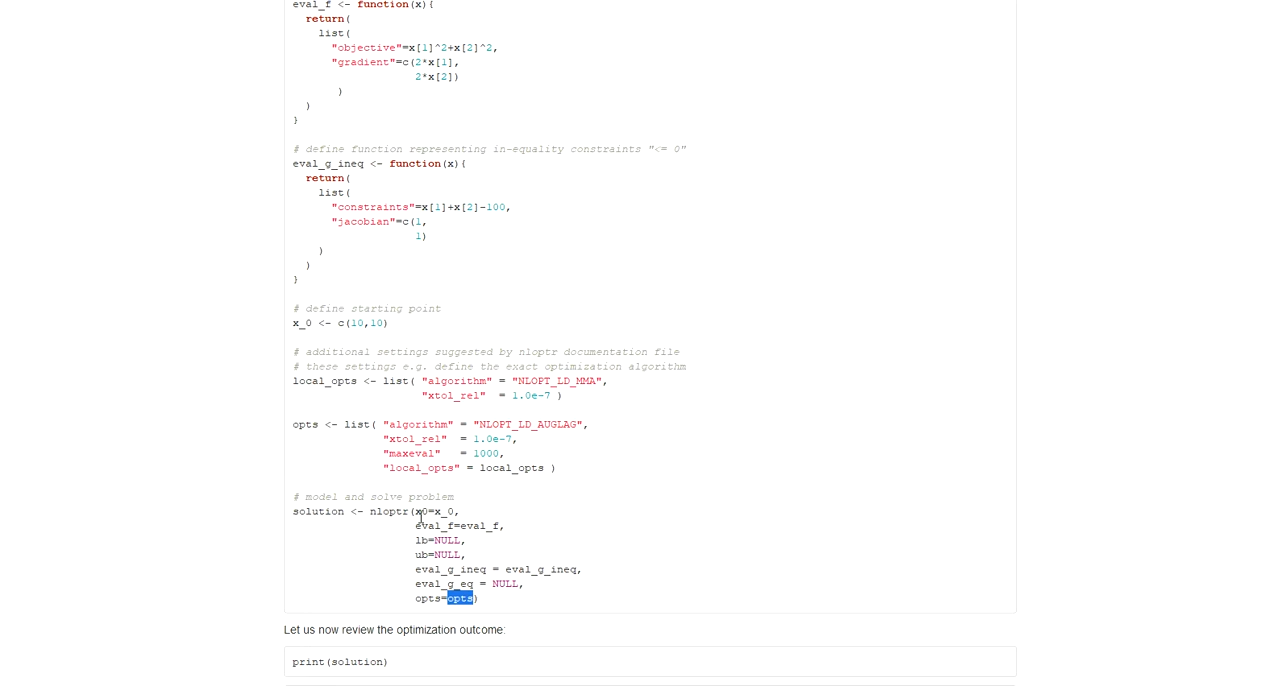 eval_f <- function(x){
return(
list(
"objective"=x[1]^2+x[2]^2,
"gradient"=c(2*x[1],
2*x[2])
)
)
}
# define function representing in-equality constraints "<= 0"
eval_g_ineq <- function(x){
return(
list(
"constraints"=x[1]+x[2]-100,
"jacobian"=c(1,
1)
)
)
}
# define starting point
x_0 <- c(10,10)
# additional settings suggested by nloptr documentation file
# these settings e.g. define the exact optimization algorithm
local_opts <- list( "algorithm" = "NLOPT_LD_MMA",
"xtol_rel" = 1.0e-7 )
opts <- list( "algorithm" = "NLOPT_LD_AUGLAG",
"xtol_rel" = 1.0e-7,
"maxeval" = 1000,
"local_opts" = local_opts )
# model and solve problem
solution <- nloptr(x0=x_0,
eval_f=eval_f,
lb=NULL,
ub=NULL,
eval_g_ineq = eval_g_ineq,
eval_g_eq = NULL,
opts=opts)
Let us now review the optimization outcome:
print(solution)